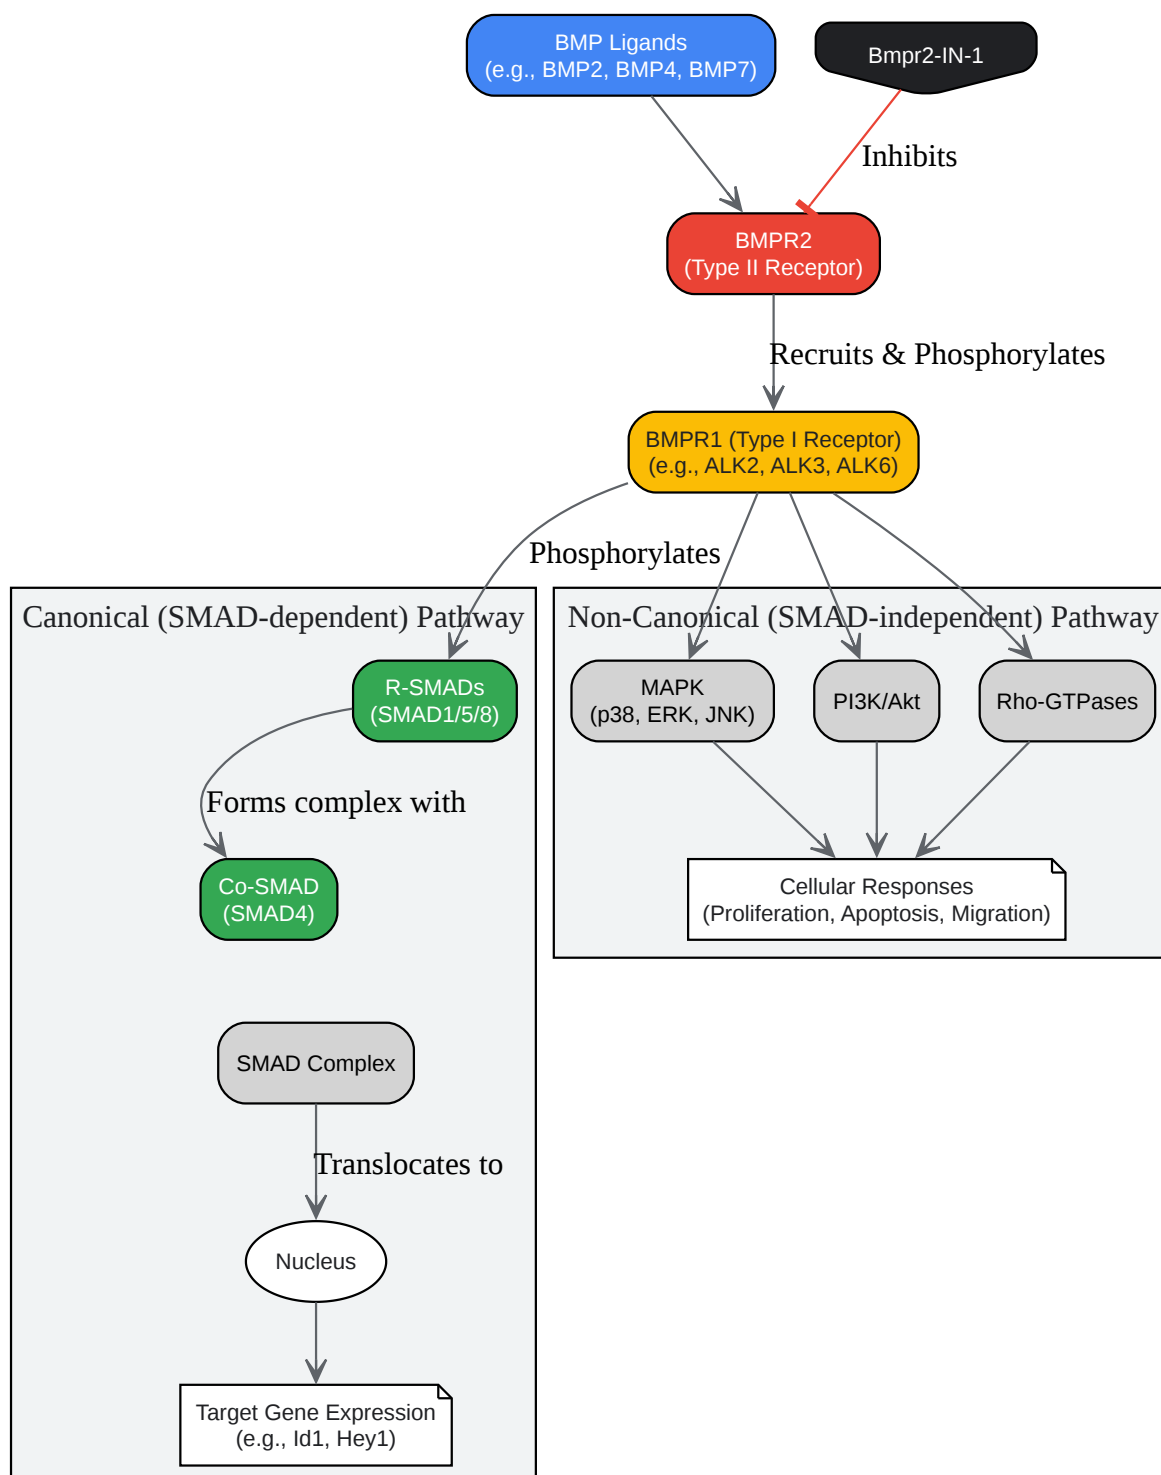 BMP Ligands
(e.g., BMP2, BMP4, BMP7)
Bmpr2-IN-1
Inhibits
BMPR2
(Type II Receptor)
Recruits & Phosphorylates
BMPR1 (Type I Receptor)
(e.g., ALK2, ALK3, ALK6)
Phosphorylates
Canonical (SMAD-dependent) Pathway
R-SMADs
(SMAD1/5/8)
Forms complex with
Co-SMAD
(SMAD4)
SMAD Complex
Translocates to
Nucleus
Target Gene Expression
(e.g., Id1, Hey1)
Non-Canonical (SMAD-independent) Pathway
MAPK
(p38, ERK, JNK)
PI3K/Akt
Rho-GTPases
Cellular Responses
(Proliferation, Apoptosis, Migration)